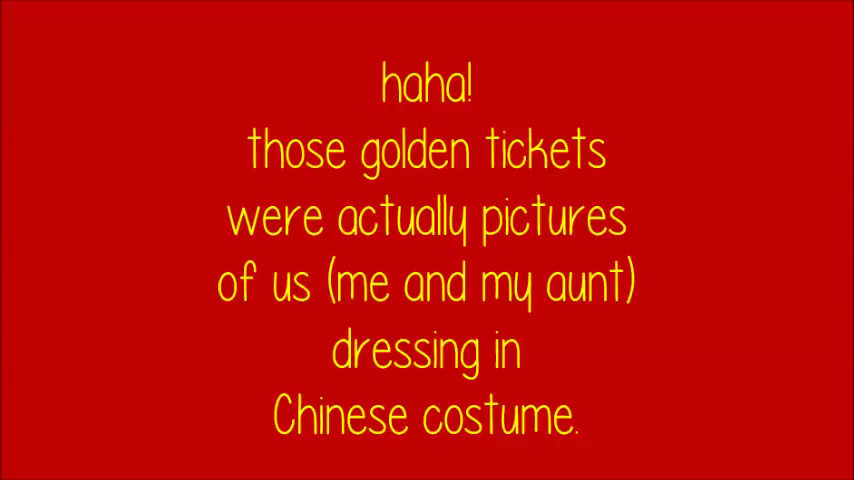 haha!
those golden tickets
were actually pictures
of us (me and my aunt)
dressing in
Chinese costume.